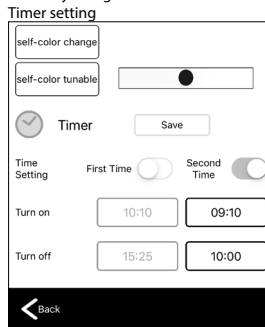 Timer setting
self-color change
self-color tunable
Timer
Save
Time
Setting
First Time
Second
Time
Turn on
10:10
09:10
Turn off
15:25
10:00
Back